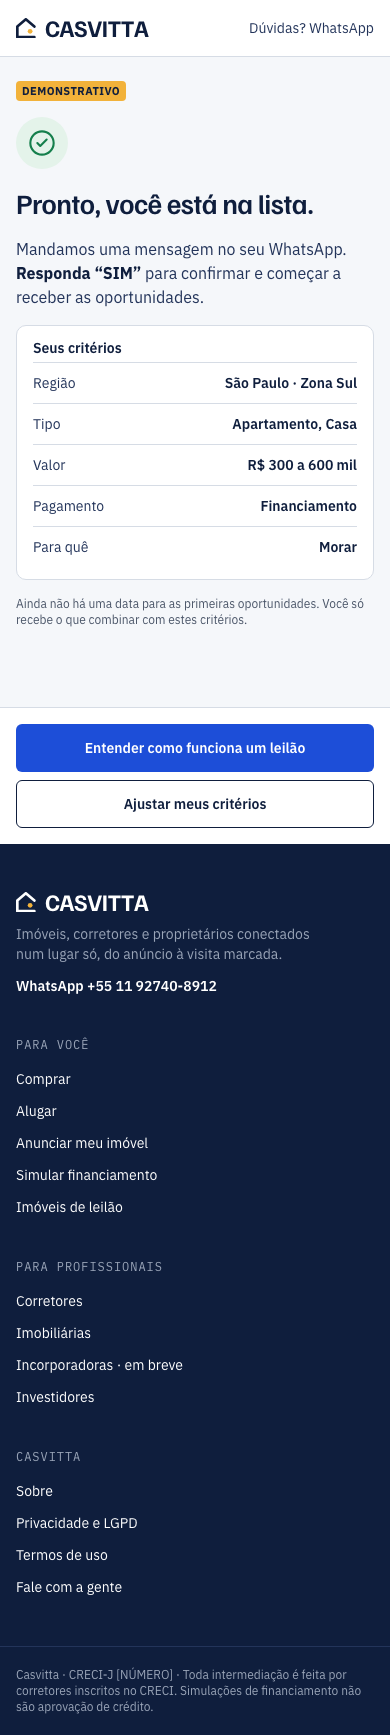 CASVITTA
Dúvidas? WhatsApp
DEMONSTRATIVO
Pronto, você está na lista.
Mandamos uma mensagem no seu WhatsApp.
Responda “SIM” para confirmar e começar a
receber as oportunidades.
Seus critérios
Região São Paulo · Zona Sul
Tipo Apartamento, Casa
Valor R$ 300 a 600 mil
Pagamento Financiamento
Para quê Morar
Ainda não há uma data para as primeiras oportunidades. Você só
recebe o que combinar com estes critérios.
Entender como funciona um leilão
Ajustar meus critérios
CASVITTA
Imóveis, corretores e proprietários conectados
num lugar só, do anúncio à visita marcada.
WhatsApp +55 11 92740-8912
PARA VOCÊ
Comprar
Alugar
Anunciar meu imóvel
Simular financiamento
Imóveis de leilão
PARA PROFISSIONAIS
Corretores
Imobiliárias
Incorporadoras · em breve
Investidores
CASVITTA
Sobre
Privacidade e LGPD
Termos de uso
Fale com a gente
Casvitta · CRECI-J [NÚMERO] · Toda intermediação é feita por
corretores inscritos no CRECI. Simulações de financiamento não
são aprovação de crédito.